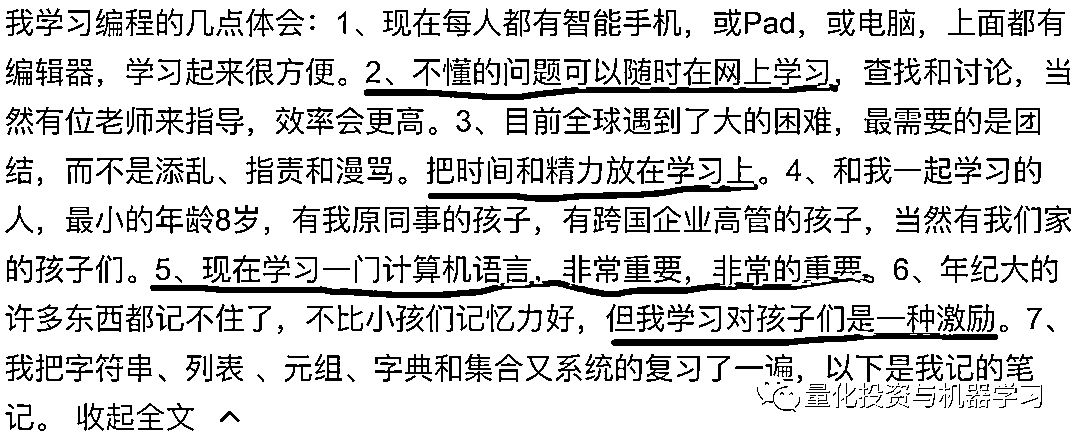 我学习编程的几点体会：1、现在每人都有智能手机，或Pad，或电脑，上面都有
编辑器，学习起来很方便。2、不懂的问题可以随时在网上学习，查找和讨论，当
然有位老师来指导，效率会更高。3、目前全球遇到了大的困难，最需要的是团
结，而不是添乱、指责和漫骂。把时间和精力放在学习上。4、和我一起学习的
人，最小的年龄8岁，有我原同事的孩子，有跨国企业高管的孩子，当然有我们家
的孩子们。5、现在学习一门计算机语言，非常重要，非常的重要。6、年纪大的
许多东西都记不住了，不比小孩们记忆力好，但我学习对孩子们是一种激励。7、
我把字符串、列表 、元组、字典和集合又系统的复习了一遍，以下是我记的笔
记。 收起全文
量化投资与机器学习